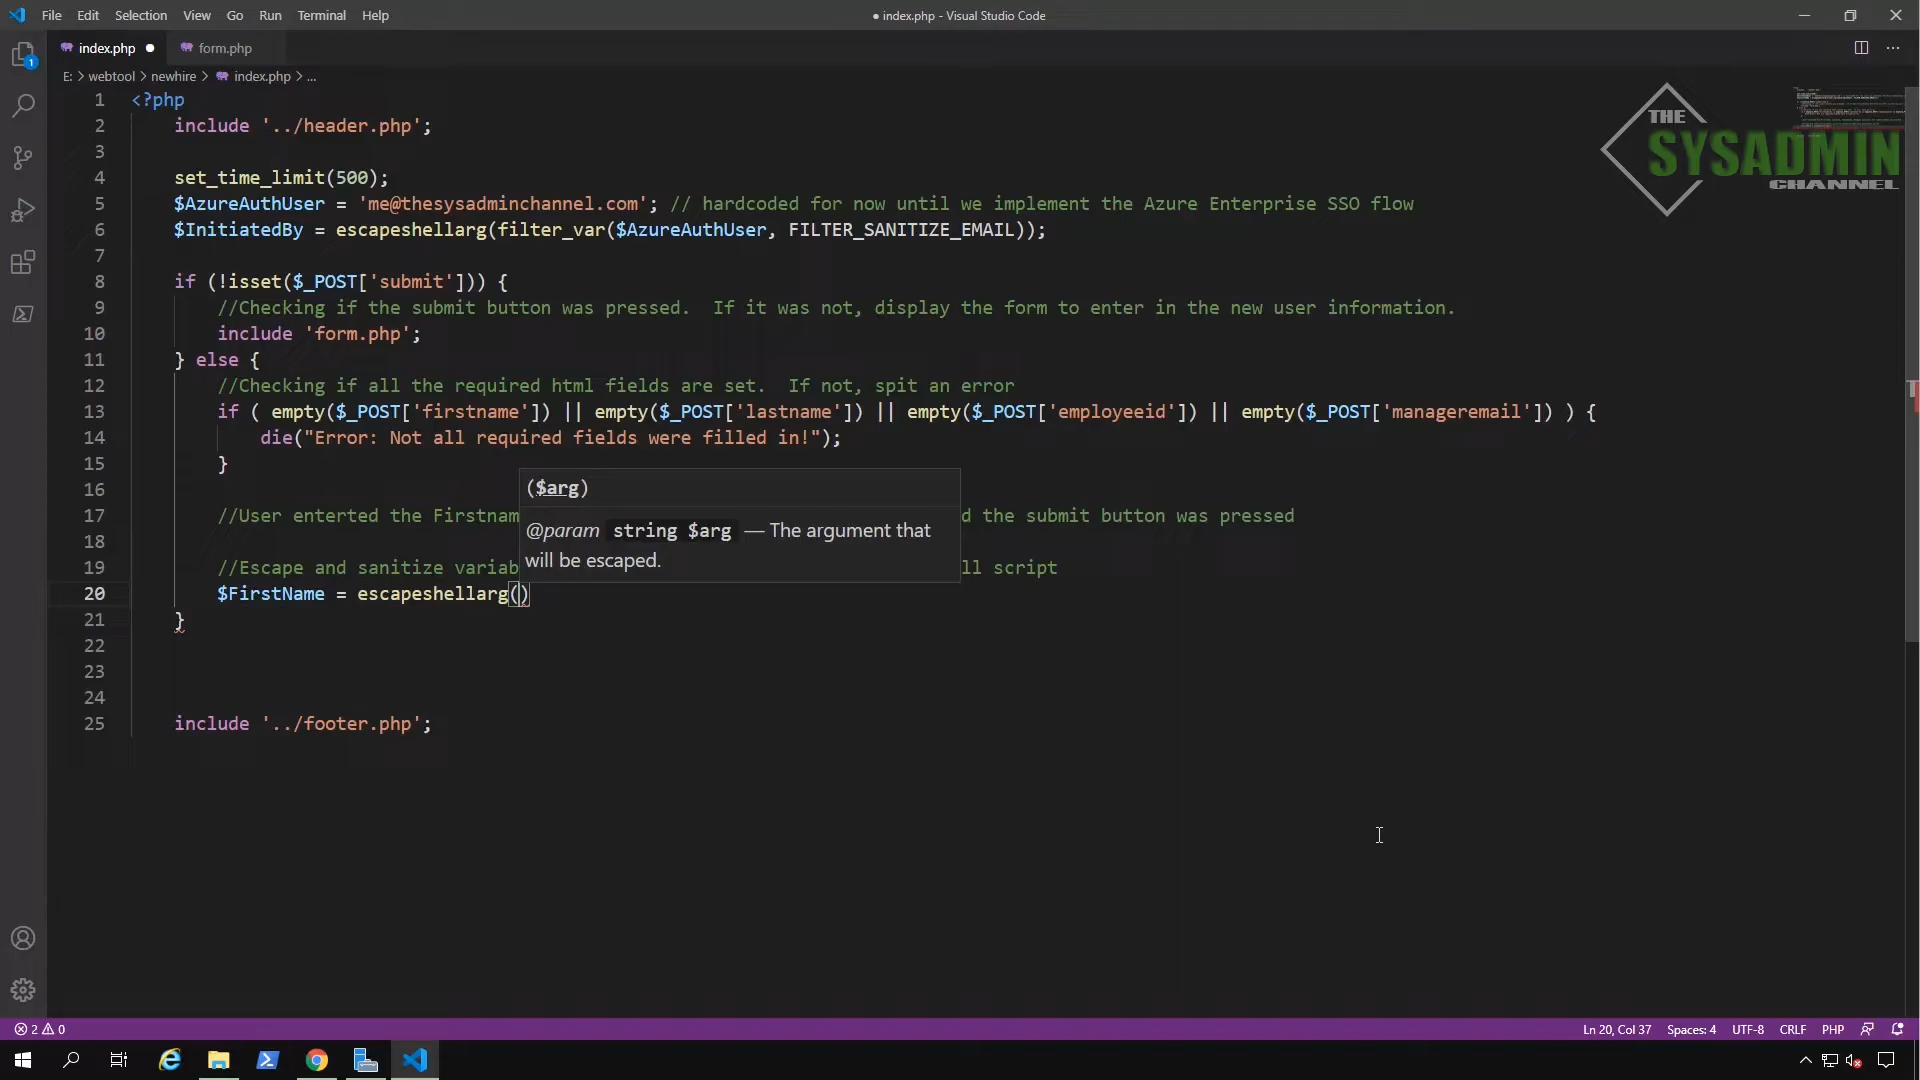 File Edit Selection View Go Run Terminal Help
● index.php - Visual Studio Code
index.php ●
form.php
E: > webtool > newhire > index.php > ...
THE
SYSADMIN
CHANNEL
1 <?php
2 include '../header.php';
3
4 set_time_limit(500);
5 $AzureAuthUser = 'me@thesysadminchannel.com'; // hardcoded for now until we implement the Azure Enterprise SSO flow
6 $InitiatedBy = escapeshellarg(filter_var($AzureAuthUser, FILTER_SANITIZE_EMAIL));
7
8 if (!isset($_POST['submit'])) {
9 //Checking if the submit button was pressed.  If it was not, display the form to enter in the new user information.
10 include 'form.php';
11 } else {
12 //Checking if all the required html fields are set.  If not, spit an error
13 if ( empty($_POST['firstname']) || empty($_POST['lastname']) || empty($_POST['employeeid']) || empty($_POST['manageremail']) ) {
14 die("Error: Not all required fields were filled in!");
15 }
16
($arg)
17 //User enterted the Firstnam d the submit button was pressed
@param string $arg — The argument that
will be escaped.
18
19 //Escape and sanitize variab ll script
20 $FirstName = escapeshellarg()
21 }
22
23
24
25 include '../footer.php';
1
2 0
Ln 20, Col 37 Spaces: 4 UTF-8 CRLF PHP